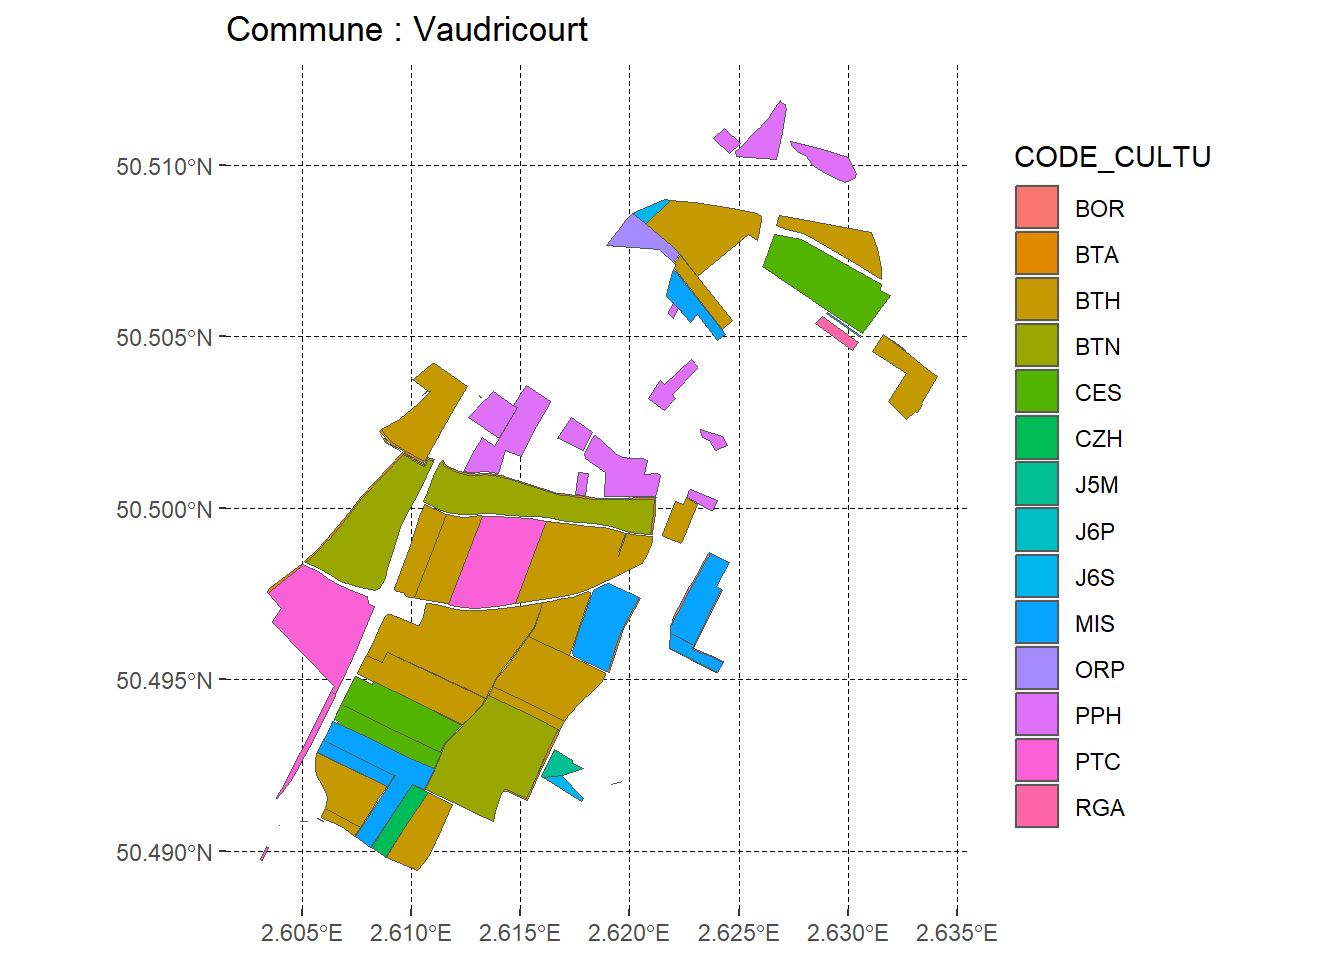 Commune : Vaudricourt
50.510°N
50.505°N
50.500°N
50.495°N
50.490°N
2.605°E
2.610°E
2.615°E
2.620°E
2.625°E
2.630°E
2.635°E
CODE_CULTU
BOR
BTA
BTH
BTN
CES
CZH
J5M
J6P
J6S
MIS
ORP
PPH
PTC
RGA